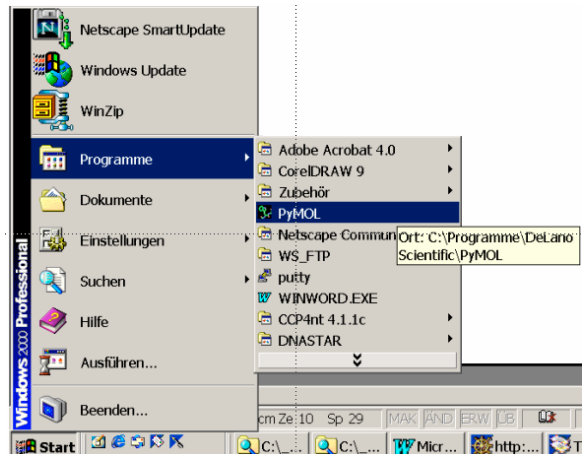 Netscape SmartUpdate
Windows Update
WinZip
Programme
Dokumente
Einstellungen
Suchen
Hilfe
Ausführen...
Beenden...
Windows 2000 Professional
Adobe Acrobat 4.0
CorelDRAW 9
Zubehör
PyMOL
Netscape Commun
WS_FTP
putty
WINWORD.EXE
CCP4nt 4.1.1c
DNASTAR
Ort: C:\Programme\DeLano
Scientific\PyMOL
cm Ze 10 Sp 29 MAK ÄND ERW ÜB
Start C:\_... C:\_... Micr... http:... T